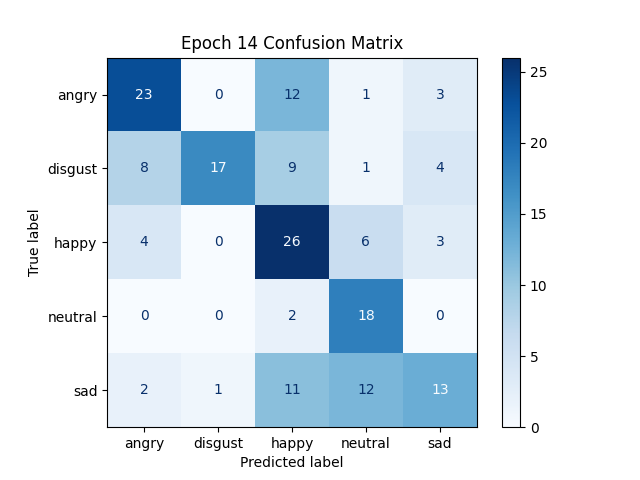 Epoch 14 Confusion Matrix
True label
angry 23 0 12 1 3
disgust 8 17 9 1 4
happy 4 0 26 6 3
neutral 0 0 2 18 0
sad 2 1 11 12 13
angry disgust happy neutral sad
Predicted label
25
20
15
10
5
0